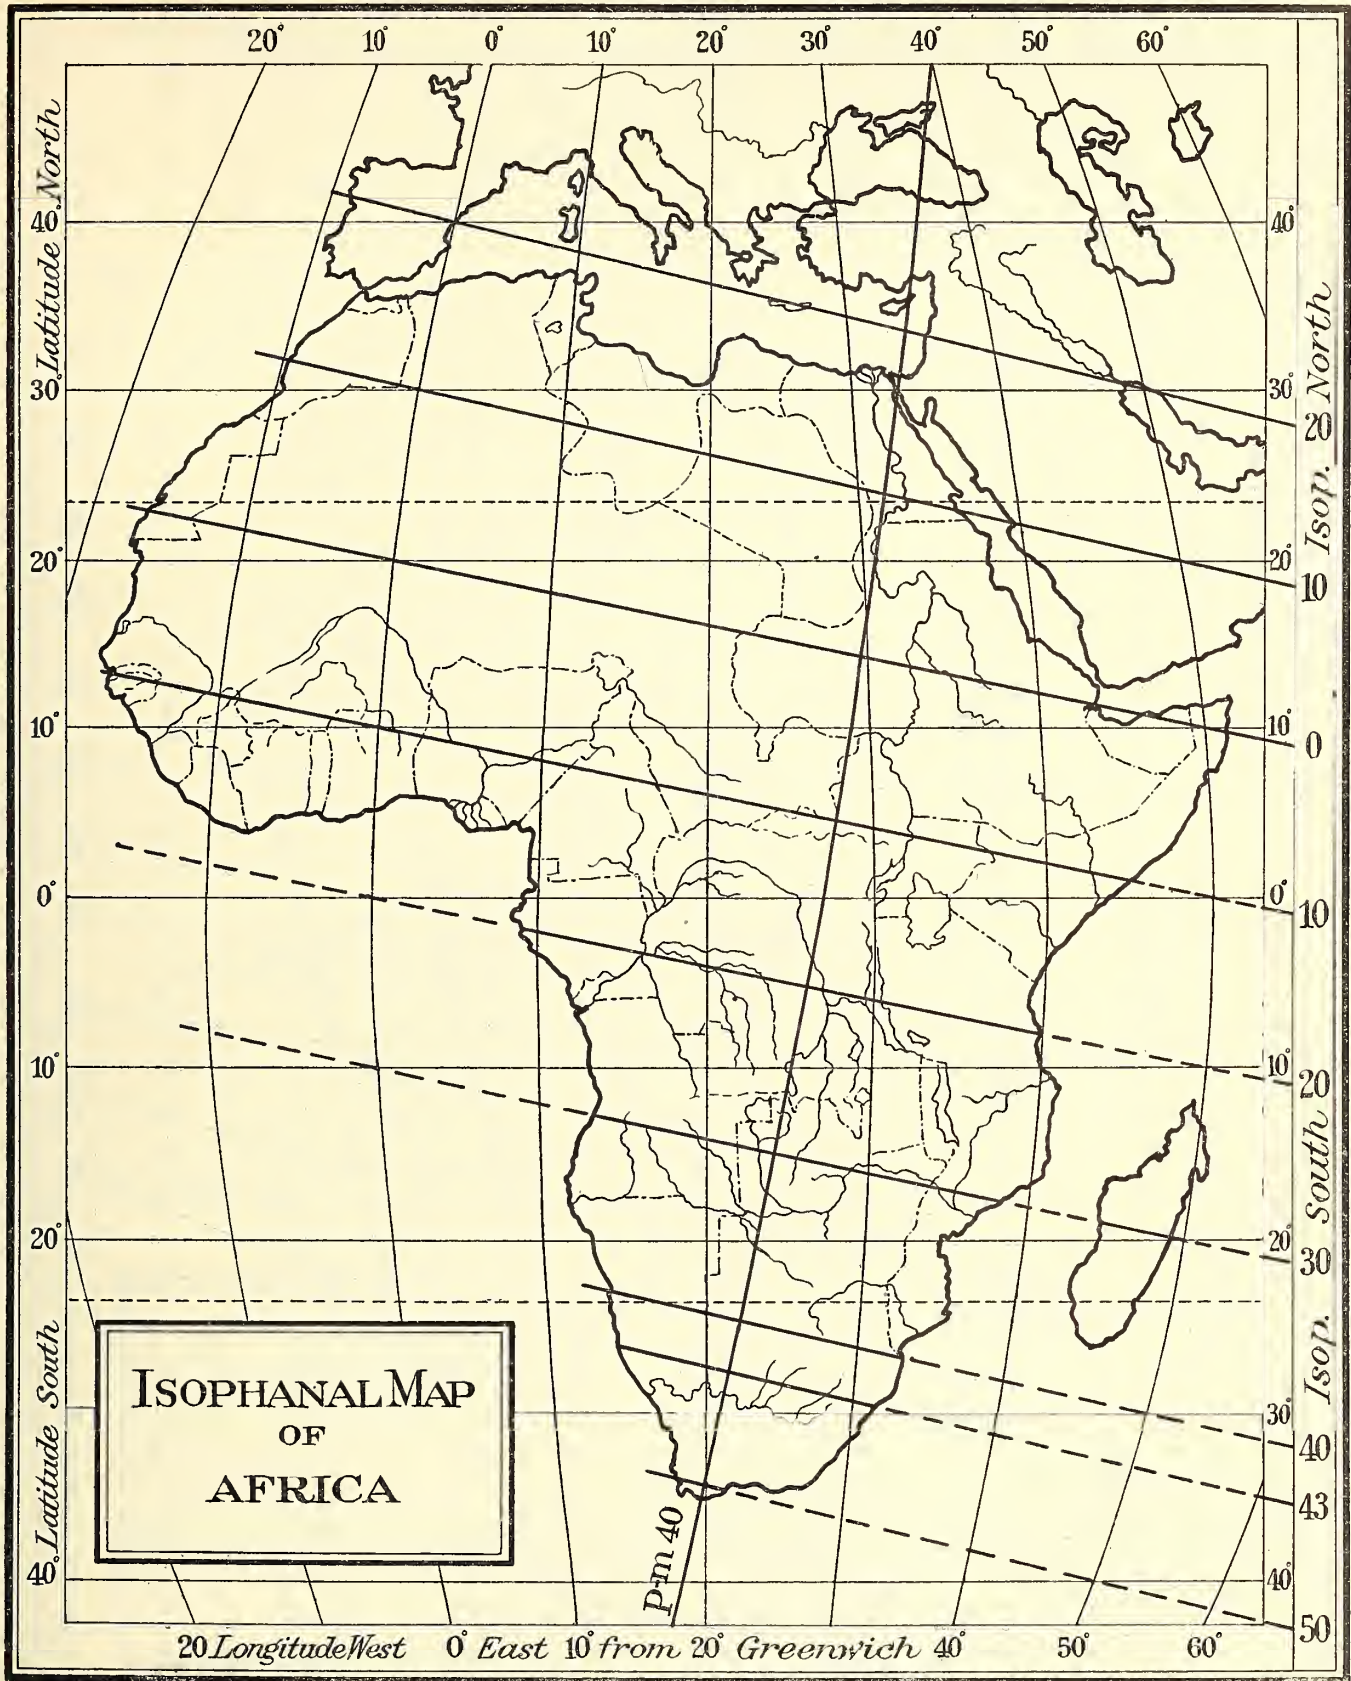 20° 10° 0° 10° 20° 30° 40° 50° 60°
Latitude North
40°
30°
20°
10°
0°
10°
20°
40°
Latitude South
40°
30°
20°
10°
0°
10°
20°
30°
40°
Isop. North
20
10
0
10
20
South
30
Isop.
40
43
50
ISOPHANAL MAP
OF
AFRICA
p-m 40
20 Longitude West 0° East 10° from 20° Greenwich 40° 50° 60°